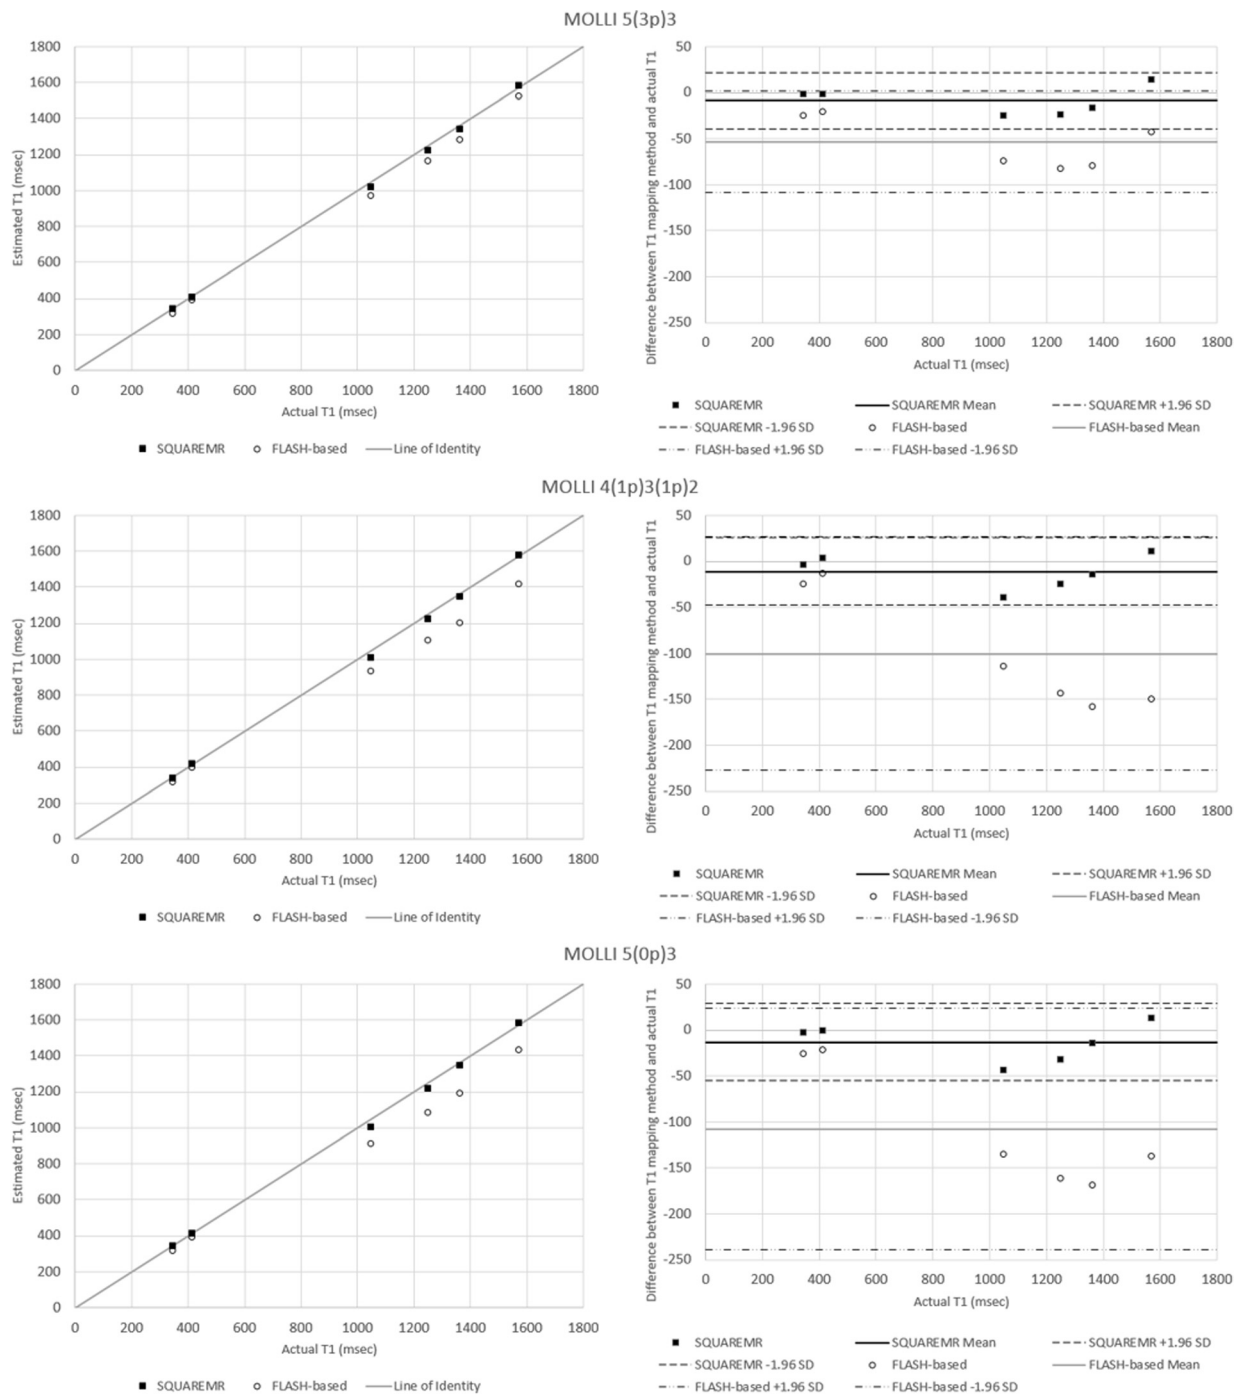 MOLLI 5(3p)3
1800
1600
1400
1200
1000
800
600
400
200
0
0 200 400 600 800 1000 1200 1400 1600 1800
Estimated T1 (msec)
Actual T1 (msec)
SQUAREMR FLASH-based Line of Identity
50
0
-50
-100
-150
-200
-250
0 200 400 600 800 1000 1200 1400 1600 1800
Difference between T1 mapping method and actual T1
Actual T1 (msec)
SQUAREMR SQUAREMR Mean SQUAREMR +1.96 SD
SQUAREMR -1.96 SD FLASH-based FLASH-based Mean
FLASH-based +1.96 SD FLASH-based -1.96 SD
MOLLI 4(1p)3(1p)2
1800
1600
1400
1200
1000
800
600
400
200
0
0 200 400 600 800 1000 1200 1400 1600 1800
Estimated T1 (msec)
Actual T1 (msec)
SQUAREMR FLASH-based Line of Identity
50
0
-50
-100
-150
-200
-250
0 200 400 600 800 1000 1200 1400 1600 1800
Difference between T1 mapping method and actual T1
Actual T1 (msec)
SQUAREMR SQUAREMR Mean SQUAREMR +1.96 SD
SQUAREMR -1.96 SD FLASH-based FLASH-based Mean
FLASH-based +1.96 SD FLASH-based -1.96 SD
MOLLI 5(0p)3
1800
1600
1400
1200
1000
800
600
400
200
0
0 200 400 600 800 1000 1200 1400 1600 1800
Estimated T1 (msec)
Actual T1 (msec)
SQUAREMR FLASH-based Line of Identity
50
0
-50
-100
-150
-200
-250
0 200 400 600 800 1000 1200 1400 1600 1800
Difference between T1 mapping method and actual T1
Actual T1 (msec)
SQUAREMR SQUAREMR Mean SQUAREMR +1.96 SD
SQUAREMR -1.96 SD FLASH-based FLASH-based Mean
FLASH-based +1.96 SD FLASH-based -1.96 SD